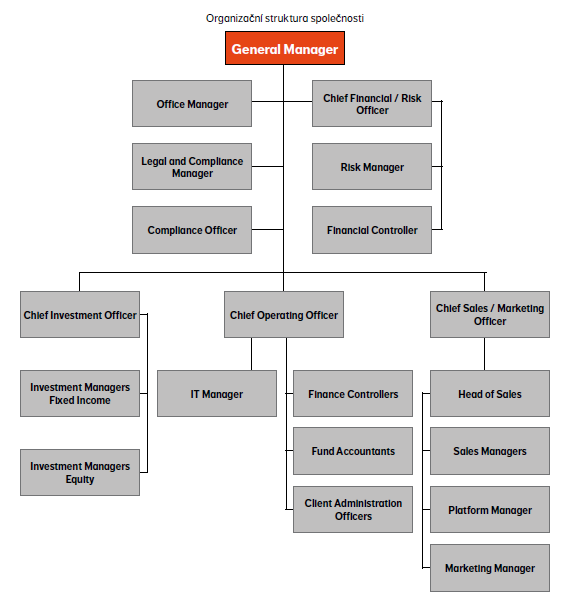 Organizační struktura společnosti
General Manager
Office Manager
Chief Financial / Risk
Officer
Legal and Compliance
Manager
Risk Manager
Compliance Officer
Financial Controller
Chief Investment Officer
Chief Operating Officer
Chief Sales / Marketing
Officer
Investment Managers
Fixed Income
IT Manager
Finance Controllers
Head of Sales
Investment Managers
Equity
Fund Accountants
Sales Managers
Client Administration
Officers
Platform Manager
Marketing Manager